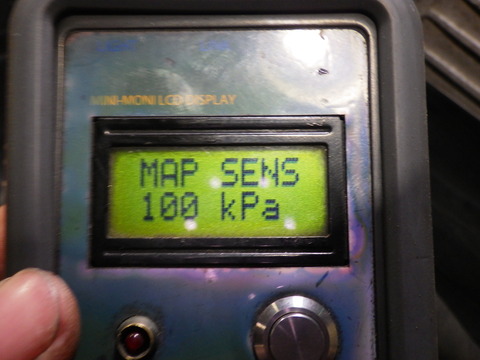 MINI-MONI LCD DISPLAY
MAP SENS
100 kPa